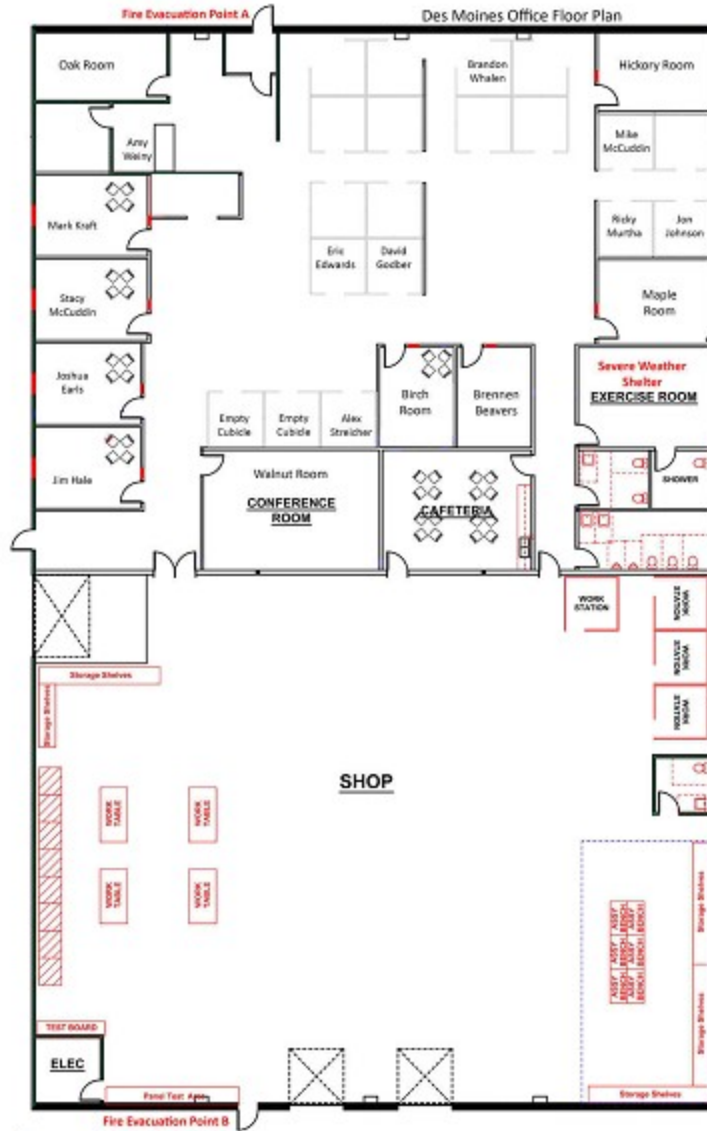 Fire Evacuation Point A
Des Moines Office Floor Plan
Oak Room
Brandon
Whalen
Hickory Room
Amy
Weiny
Mike
McCuddin
Mark Kraft
Ricky
Murtha
Jon
Johnson
Eric
Edwards
David
Godber
Stacy
McCuddin
Maple
Room
Joshua
Earls
Birch
Room
Brennen
Beavers
Severe Weather
Shelter
EXERCISE ROOM
Empty
Cubicle
Empty
Cubicle
Alex
Streicher
Jim Hale
Walnut Room
CONFERENCE
ROOM
CAFETERIA
SHOWER
WORK
STATION
WORK
STATION
WORK
STATION
WORK
STATION
Storage Shelves
Storage Shelves
SHOP
WORK
TABLE
WORK
TABLE
WORK
TABLE
WORK
TABLE
Storage Shelves
ASSY
BENCH
ASSY
BENCH
ASSY
BENCH
ASSY
BENCH
ASSY
BENCH
ASSY
BENCH
Storage Shelves
TEST BOARD
ELEC
Panel Test Area
Storage Shelves
Fire Evacuation Point B